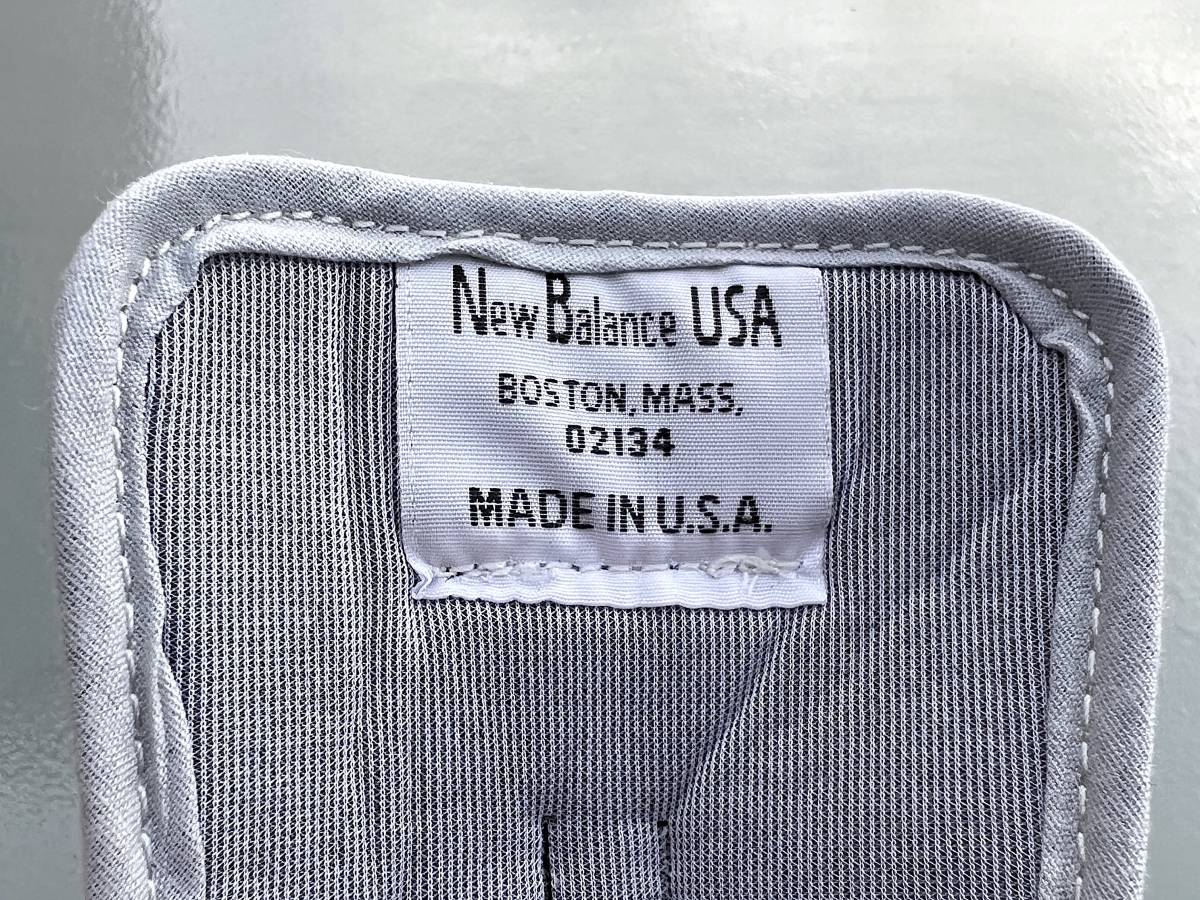 New Balance USA
BOSTON, MASS,
02134
MADE IN U.S.A.